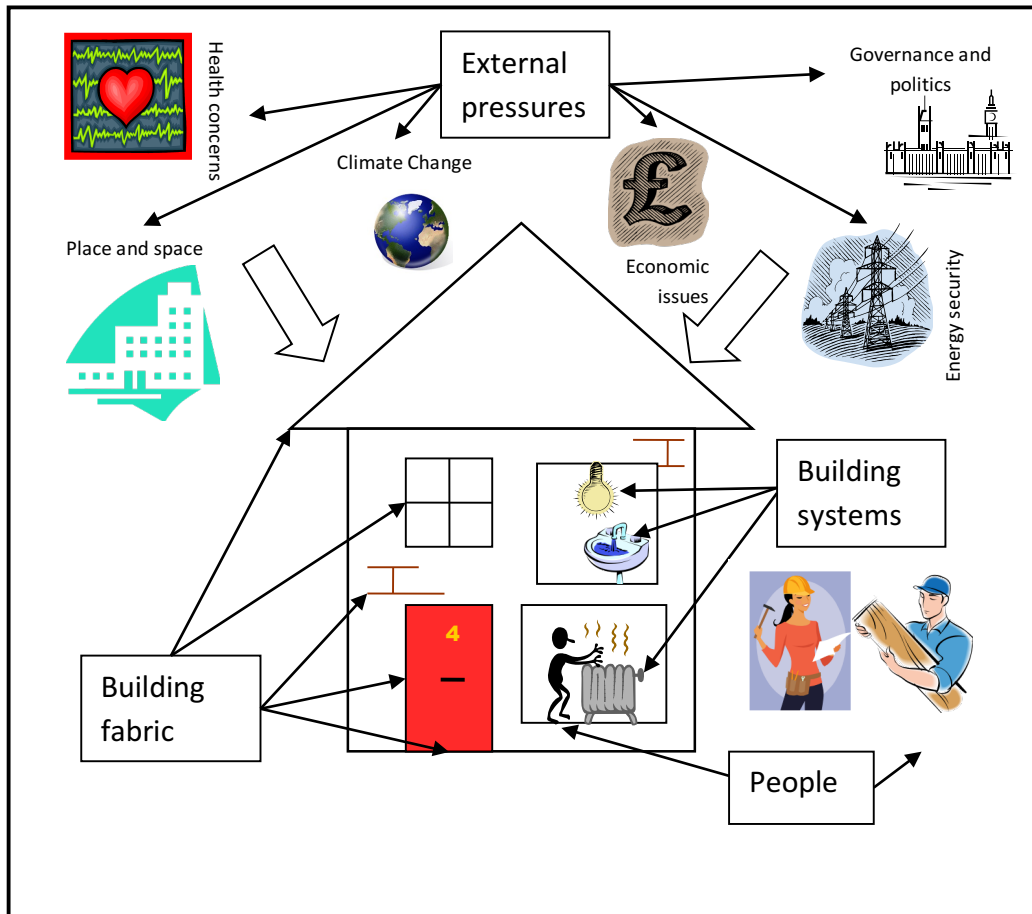 External
pressures
Health concerns
Governance and
politics
Climate Change
£
Place and space
Economic
issues
Energy security
Building
systems
4
Building
fabric
People